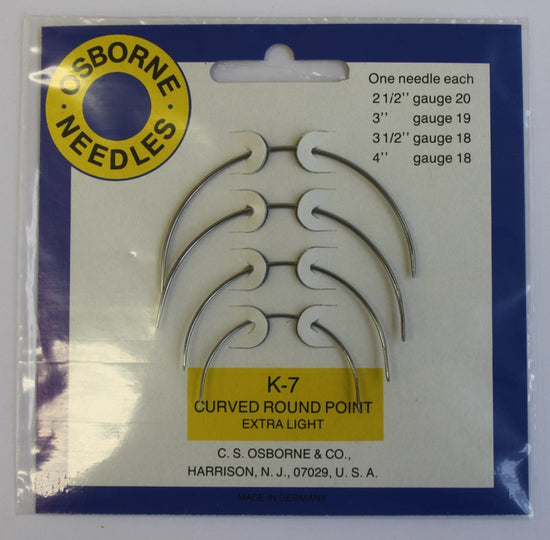 OSBORNE
· NEEDLES ·
One needle each
2 1/2’’ gauge 20
3’’ gauge 19
3 1/2’’ gauge 18
4’’ gauge 18
K-7
CURVED ROUND POINT
EXTRA LIGHT
C. S. OSBORNE & CO.,
HARRISON, N. J., 07029, U. S. A.
MADE IN GERMANY